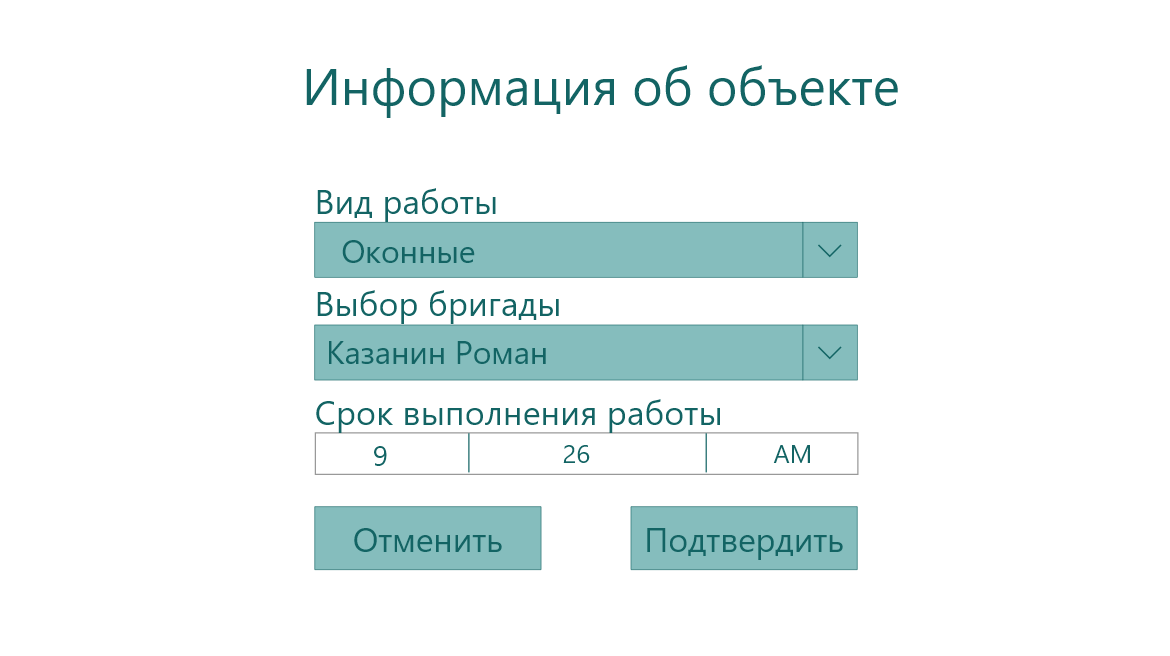 Информация об объекте
Вид работы
Оконные
Выбор бригады
Казанин Роман
Срок выполнения работы
9 26 AM
Отменить Подтвердить